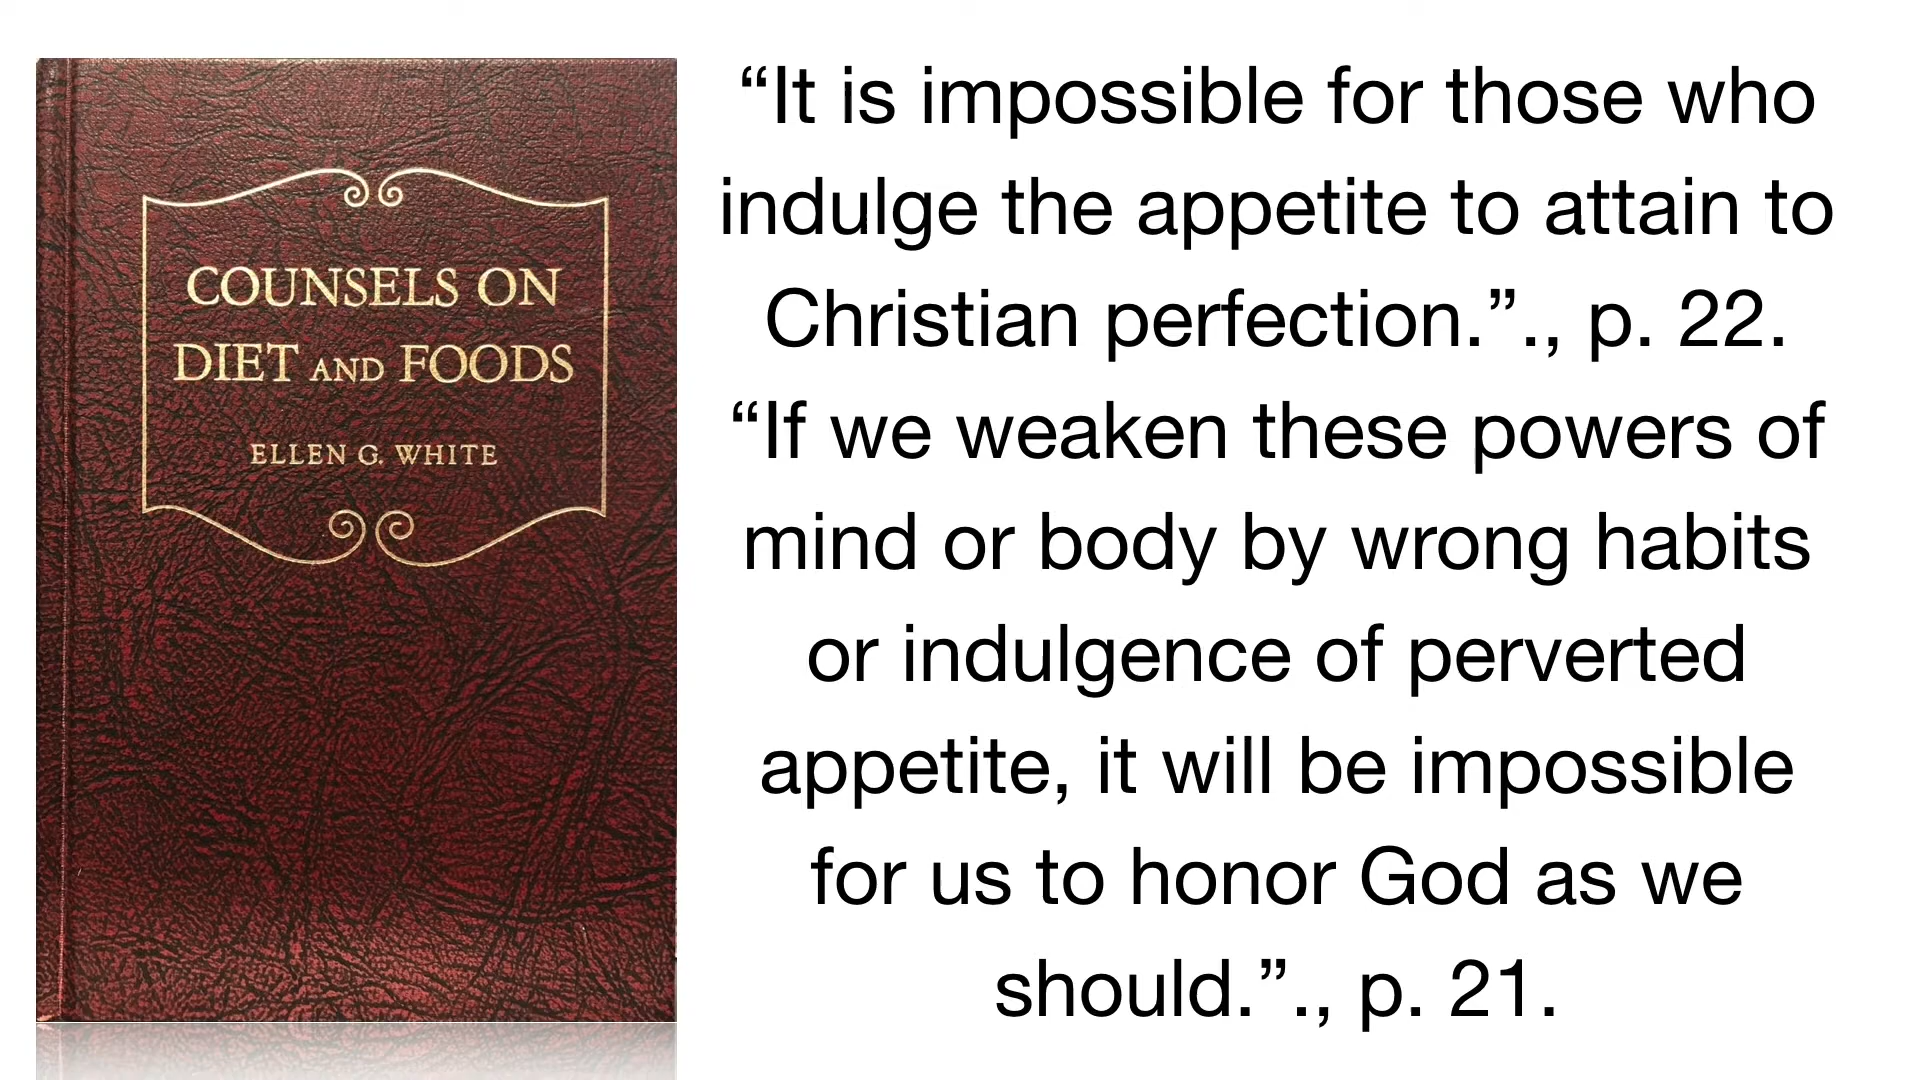 COUNSELS ON
DIET AND FOODS
ELLEN G. WHITE
“It is impossible for those who
indulge the appetite to attain to
Christian perfection.”., p. 22.
“If we weaken these powers of
mind or body by wrong habits
or indulgence of perverted
appetite, it will be impossible
for us to honor God as we
should.”., p. 21.